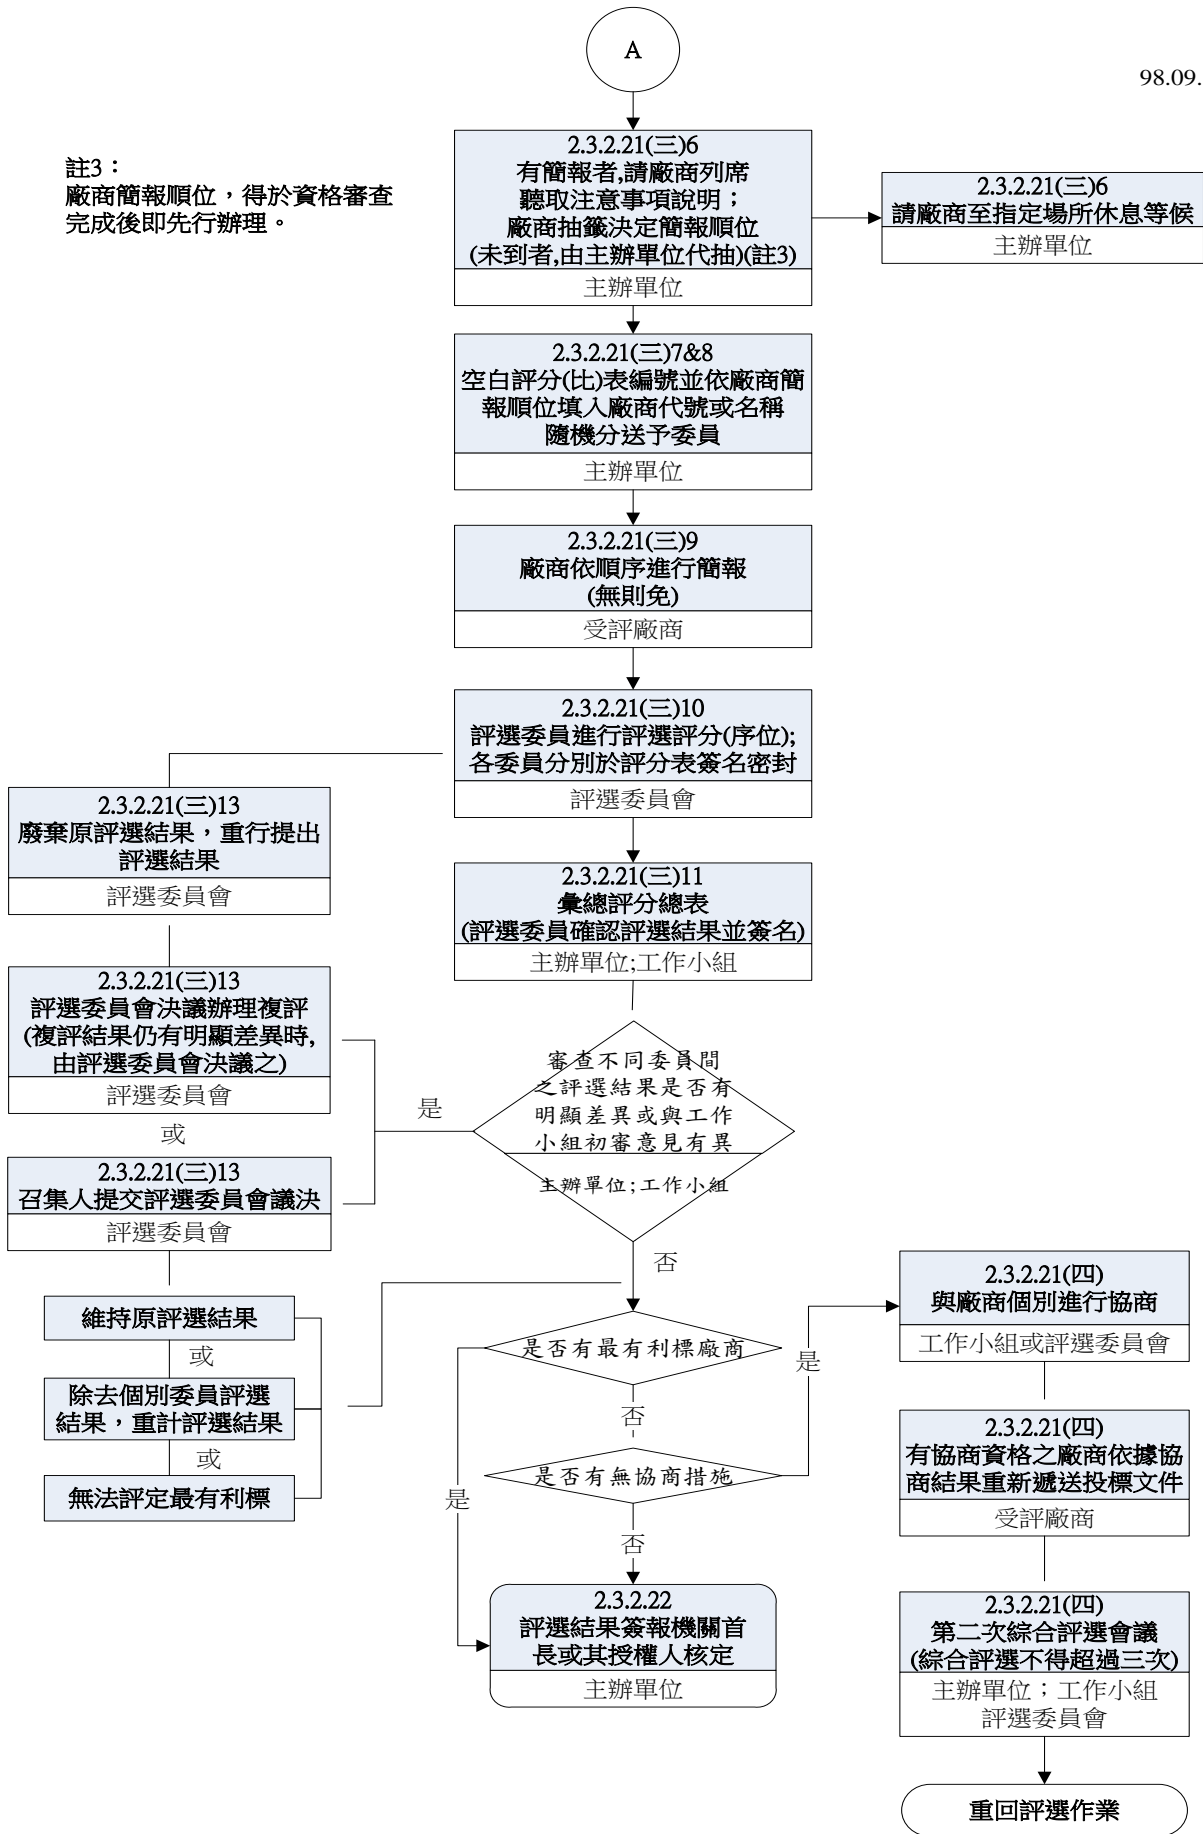 A
98.09.
註3：
廠商簡報順位，得於資格審查
完成後即先行辦理。
2.3.2.21(三)6
有簡報者,請廠商列席
聽取注意事項說明；
廠商抽籤決定簡報順位
(未到者,由主辦單位代抽)(註3)
主辦單位
2.3.2.21(三)6
請廠商至指定場所休息等候
主辦單位
2.3.2.21(三)7&8
空白評分(比)表編號並依廠商簡
報順位填入廠商代號或名稱
隨機分送予委員
主辦單位
2.3.2.21(三)9
廠商依順序進行簡報
(無則免)
受評廠商
2.3.2.21(三)10
評選委員進行評選評分(序位);
各委員分別於評分表簽名密封
評選委員會
2.3.2.21(三)13
廢棄原評選結果，重行提出
評選結果
評選委員會
2.3.2.21(三)11
彙總評分總表
(評選委員確認評選結果並簽名)
主辦單位;工作小組
2.3.2.21(三)13
評選委員會決議辦理複評
(複評結果仍有明顯差異時,
由評選委員會決議之)
評選委員會
或
審查不同委員間
之評選結果是否有
明顯差異或與工作
小組初審意見有異
主辦單位;工作小組
是
2.3.2.21(三)13
召集人提交評選委員會議決
評選委員會
否
維持原評選結果
或
除去個別委員評選
結果，重計評選結果
或
無法評定最有利標
是否有最有利標廠商
是
否
是否有無協商措施
是
否
2.3.2.22
評選結果簽報機關首
長或其授權人核定
主辦單位
2.3.2.21(四)
與廠商個別進行協商
工作小組或評選委員會
2.3.2.21(四)
有協商資格之廠商依據協
商結果重新遞送投標文件
受評廠商
2.3.2.21(四)
第二次綜合評選會議
(綜合評選不得超過三次)
主辦單位；工作小組
評選委員會
重回評選作業